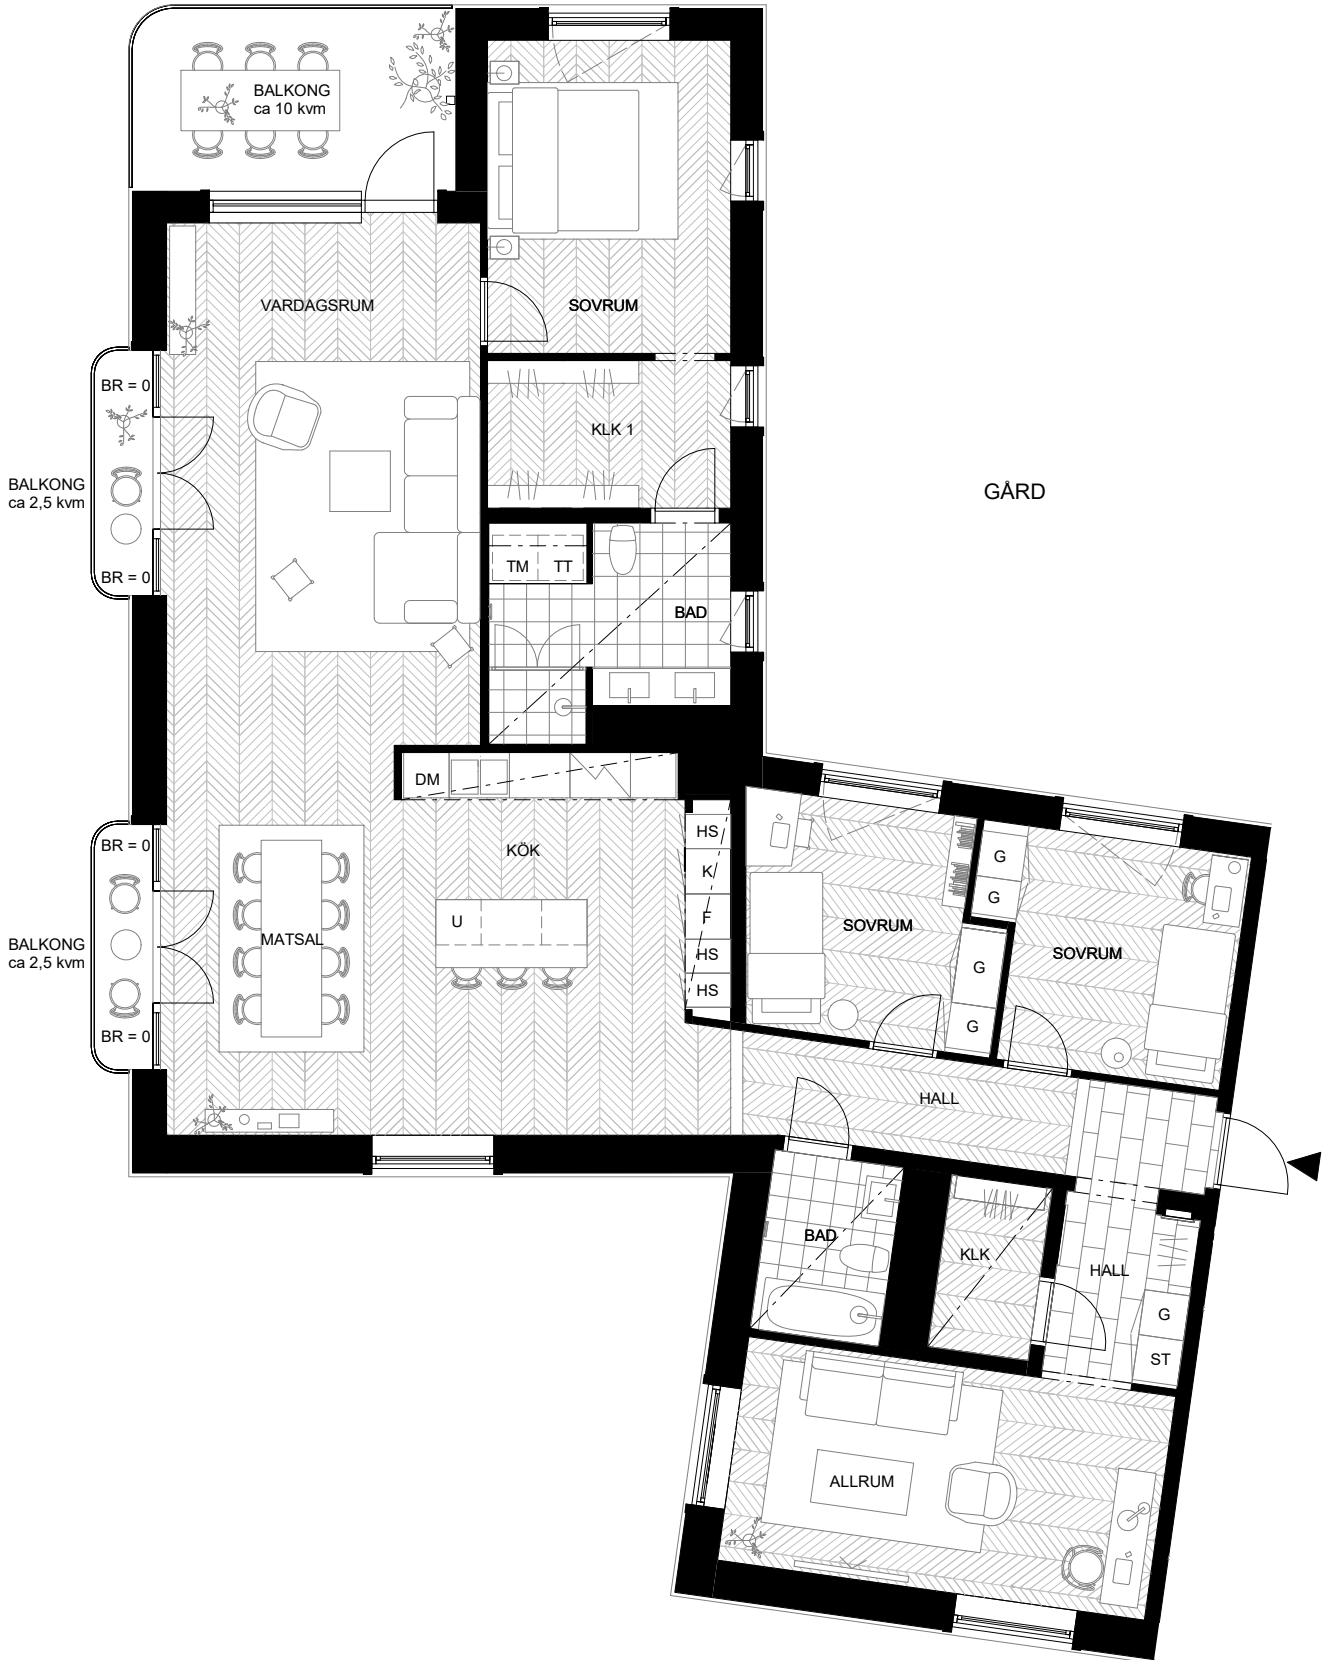 BALKONG
ca 10 kvm
VARDAGSRUM
SOVRUM
BR = 0
KLK 1
BALKONG
ca 2,5 kvm
GÅRD
TM
TT
BR = 0
BAD
DM
HS
BR = 0
KÖK
G
K
G
U
F
SOVRUM
MATSAL
BALKONG
ca 2,5 kvm
HS
SOVRUM
G
HS
G
BR = 0
HALL
BAD
KLK
HALL
G
ST
ALLRUM